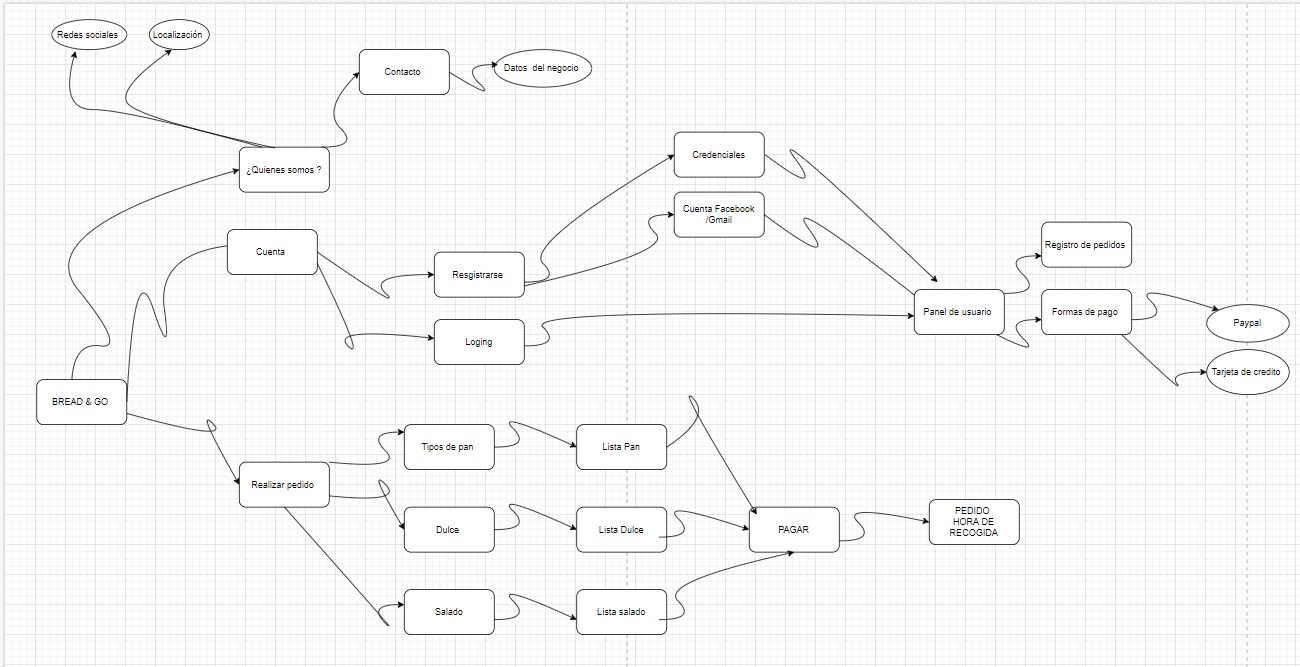 Redes sociales
Localización
Contacto
Datos del negocio
¿Quienes somos ?
Credenciales
Cuenta Facebook
/Gmail
Cuenta
Resgistrarse
Registro de pedidos
Loging
Panel de usuario
Formas de pago
Paypal
Tarjeta de credito
BREAD & GO
Tipos de pan
Lista Pan
Realizar pedido
Dulce
Lista Dulce
PAGAR
PEDIDO
HORA DE
RECOGIDA
Salado
Lista salado